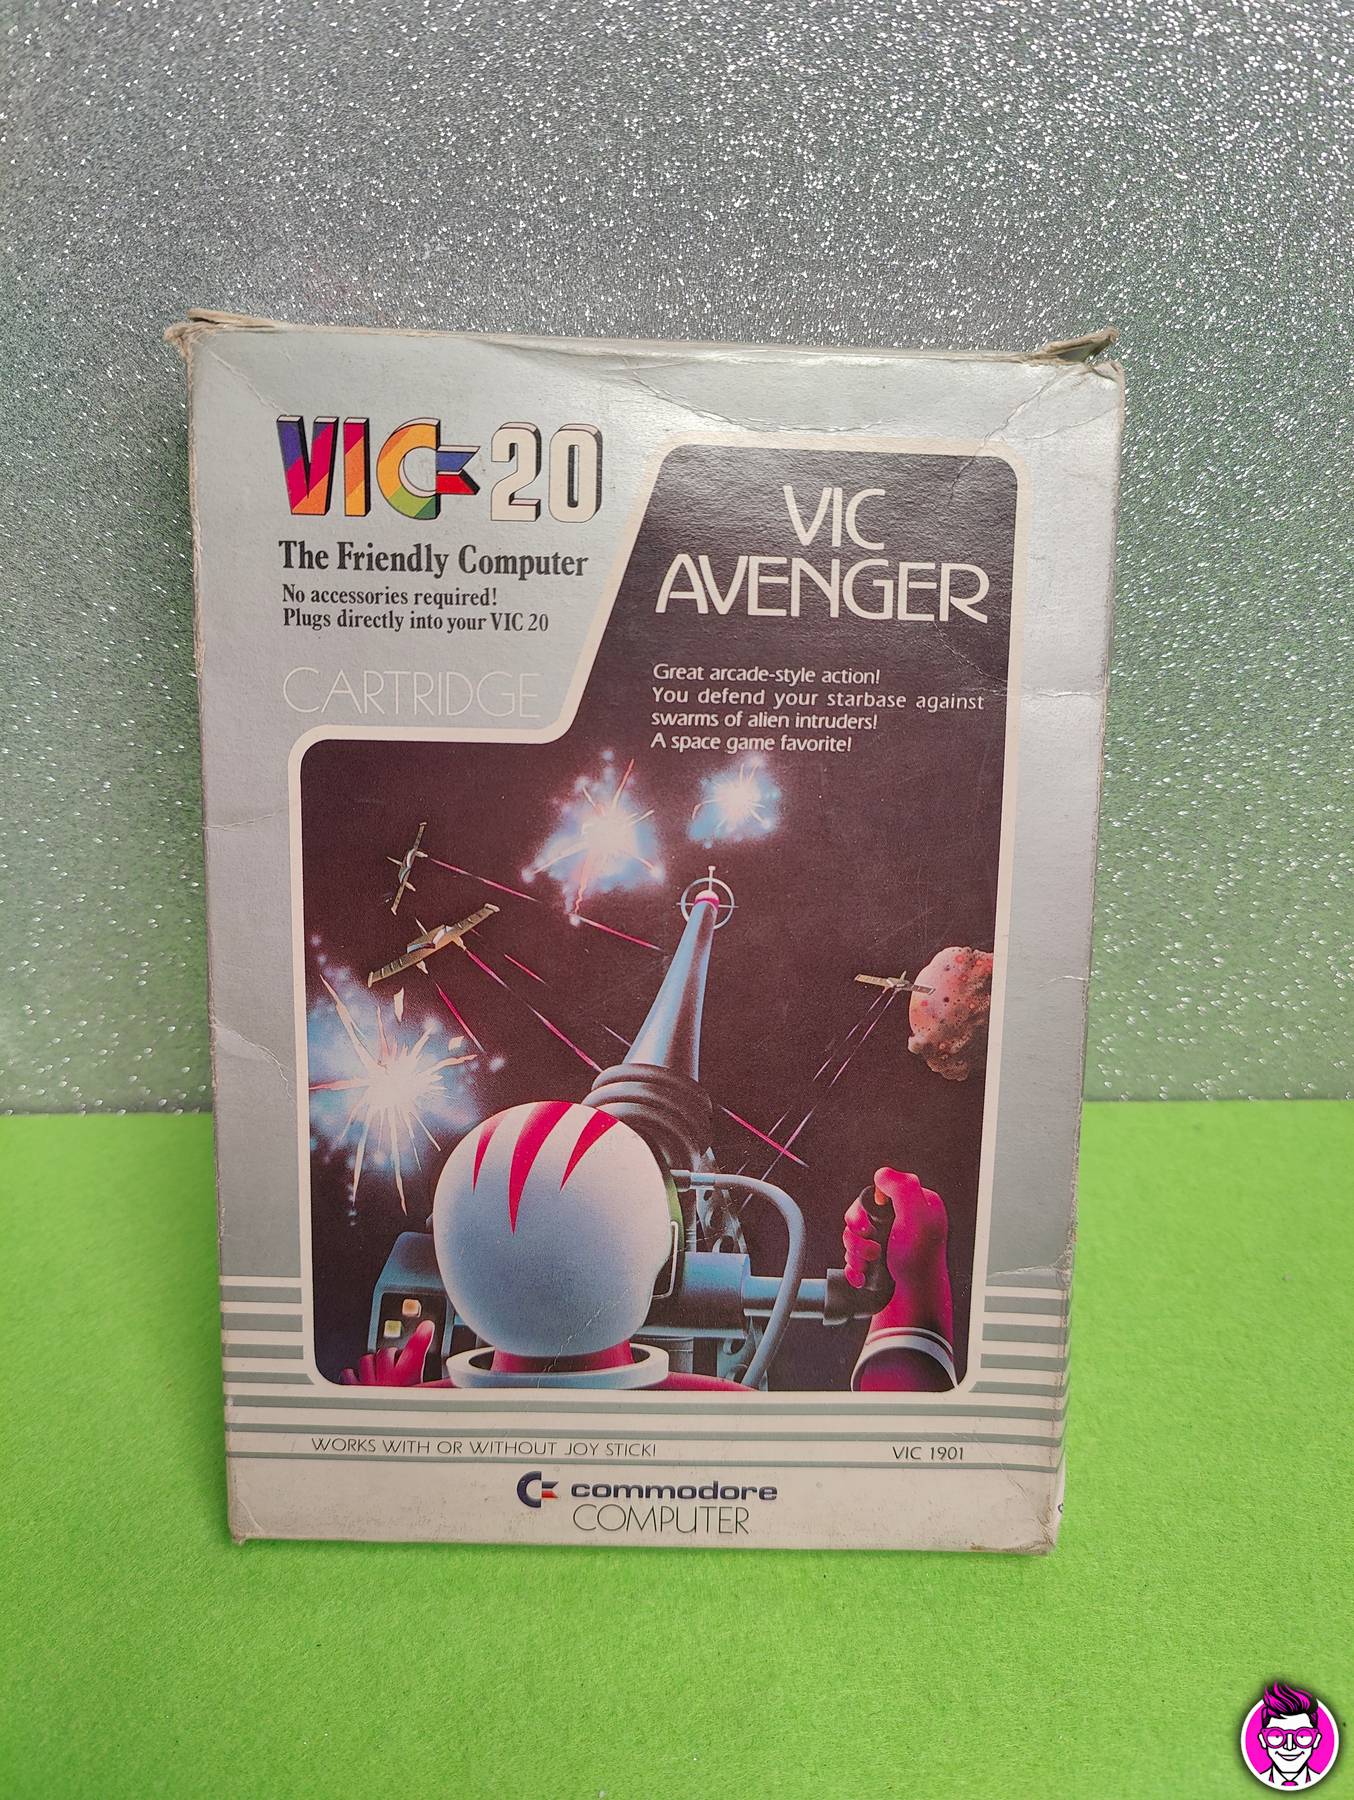 VIC 20
The Friendly Computer
No accessories required!
Plugs directly into your VIC 20
CARTRIDGE
VIC
AVENGER
Great arcade-style action!
You defend your starbase against
swarms of alien intruders!
A space game favorite!
WORKS WITH OR WITHOUT JOY STICK!
VIC 1901
commodore
COMPUTER